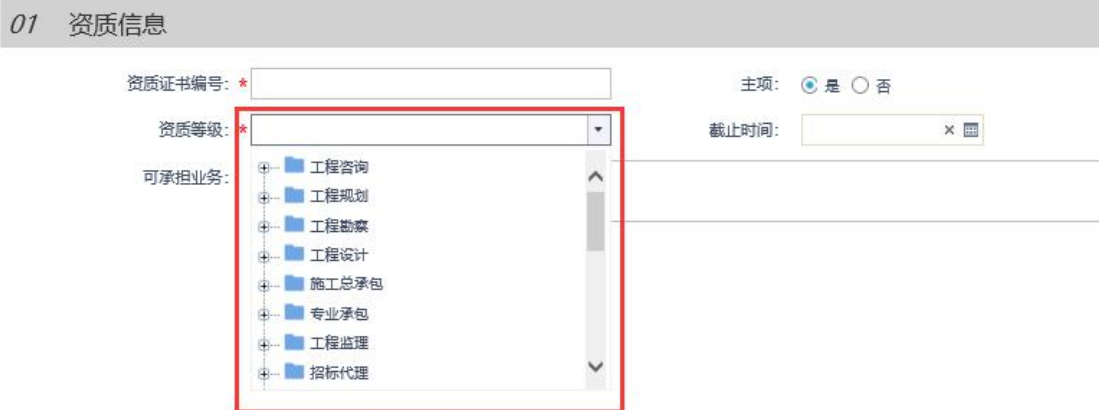 01 资质信息
资质证书编号: * 主项: 是 否
资质等级: * 截止时间:
可承担业务:
工程咨询
工程规划
工程勘察
工程设计
施工总承包
专业承包
工程监理
招标代理